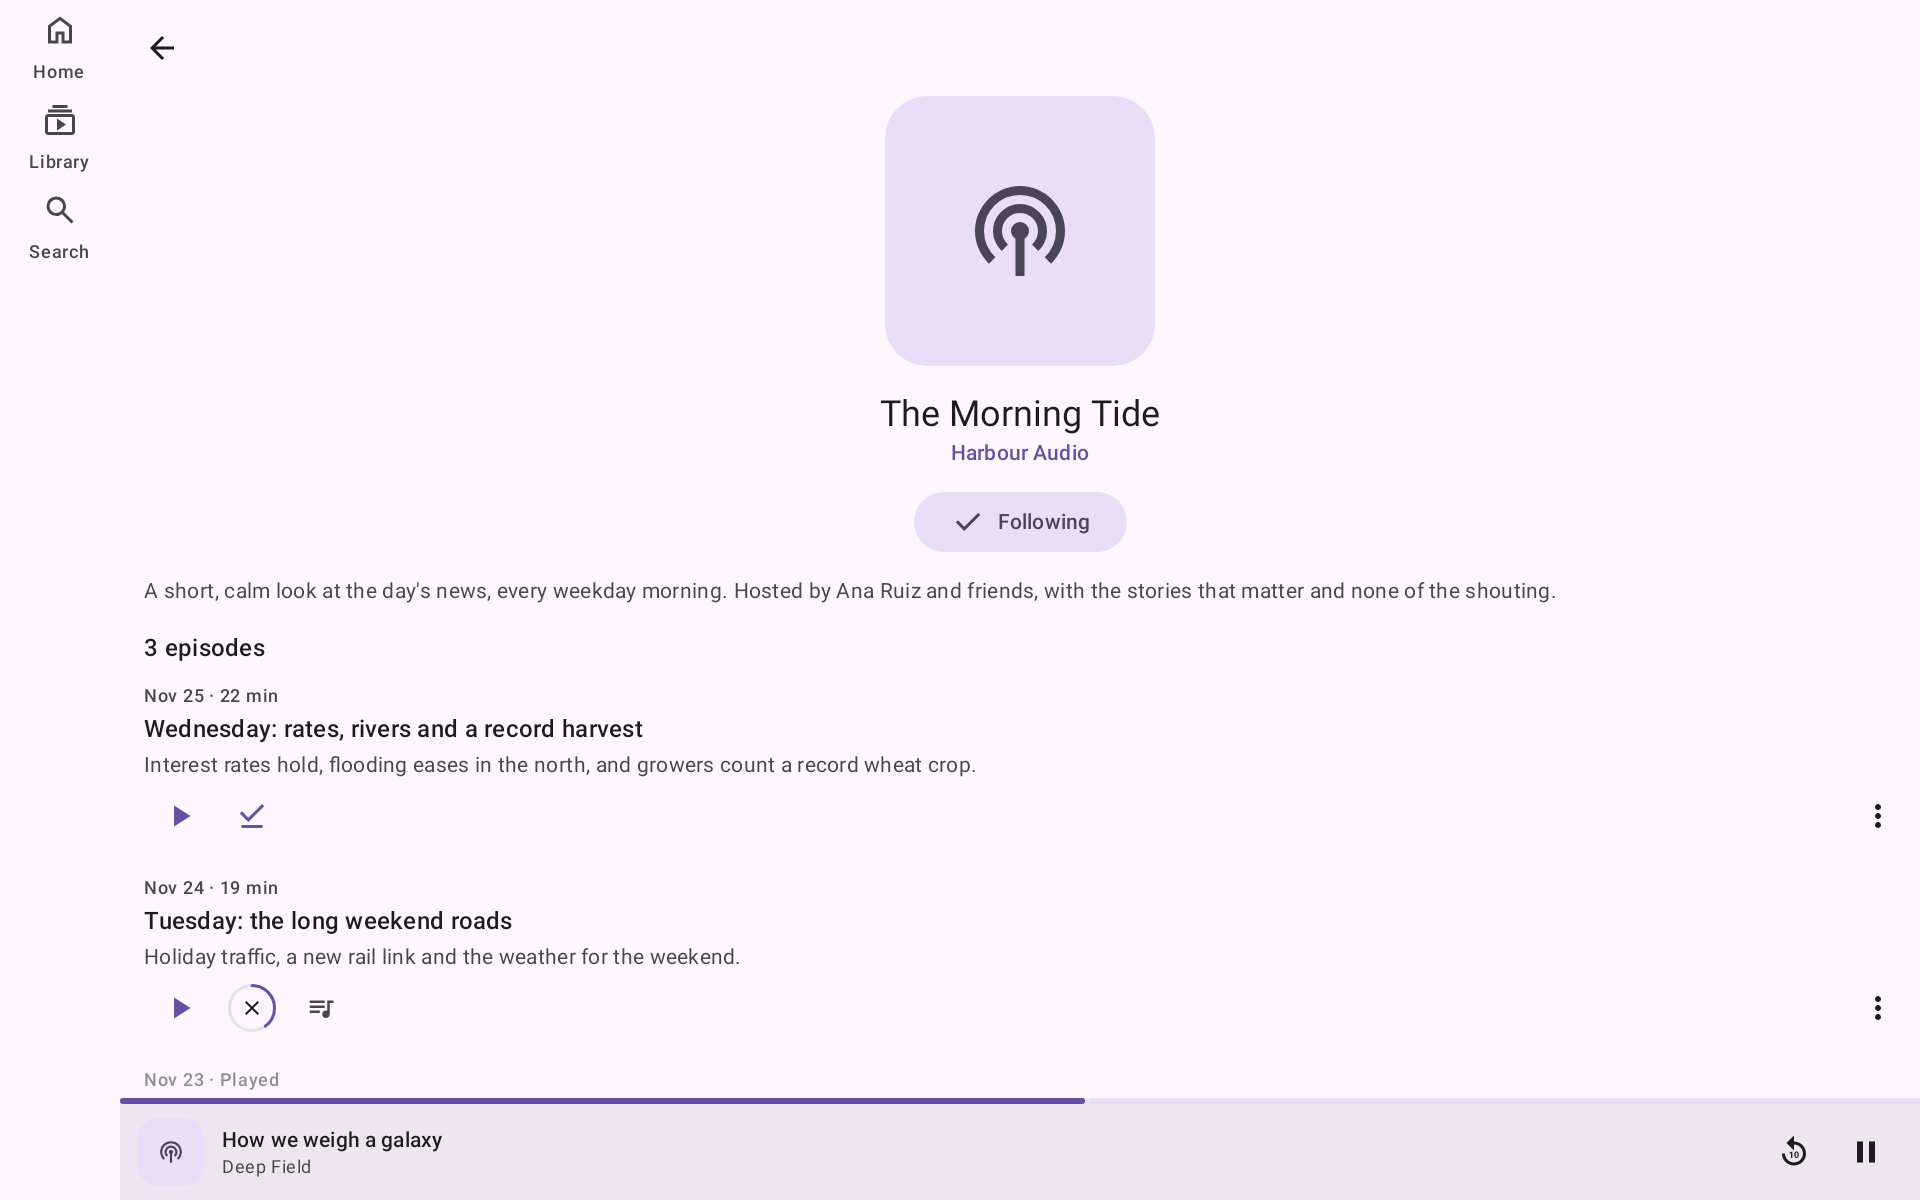 Home
Library
Search
The Morning Tide
Harbour Audio
Following
A short, calm look at the day's news, every weekday morning. Hosted by Ana Ruiz and friends, with the stories that matter and none of the shouting.
3 episodes
Nov 25 · 22 min
Wednesday: rates, rivers and a record harvest
Interest rates hold, flooding eases in the north, and growers count a record wheat crop.
Nov 24 · 19 min
Tuesday: the long weekend roads
Holiday traffic, a new rail link and the weather for the weekend.
Nov 23 · Played
How we weigh a galaxy
Deep Field
10